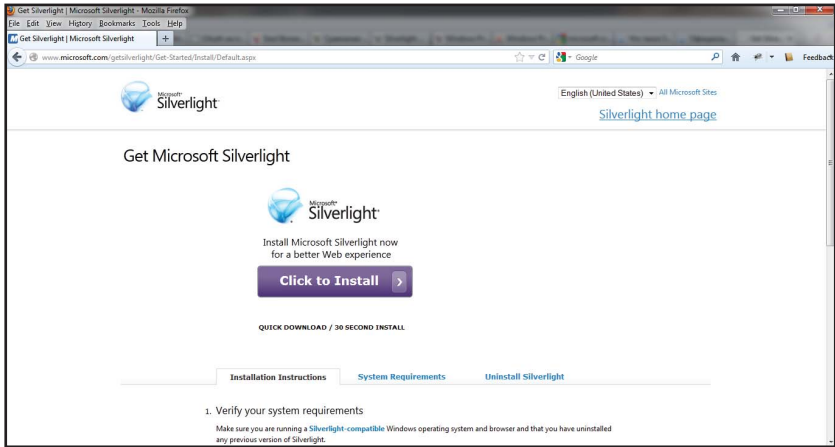 Get Silverlight | Microsoft Silverlight - Mozilla Firefox
File Edit View History Bookmarks Tools Help
Get Silverlight | Microsoft Silverlight
www.microsoft.com/getsilverlight/Get-Started/Install/Default.aspx
Google
Feedback
Microsoft
Silverlight
English (United States)
All Microsoft Sites
Silverlight home page
Get Microsoft Silverlight
Microsoft
Silverlight
Install Microsoft Silverlight now
for a better Web experience
Click to Install
QUICK DOWNLOAD / 30 SECOND INSTALL
Installation Instructions System Requirements Uninstall Silverlight
1. Verify your system requirements
Make sure you are running a Silverlight-compatible Windows operating system and browser and that you have uninstalled
any previous version of Silverlight.